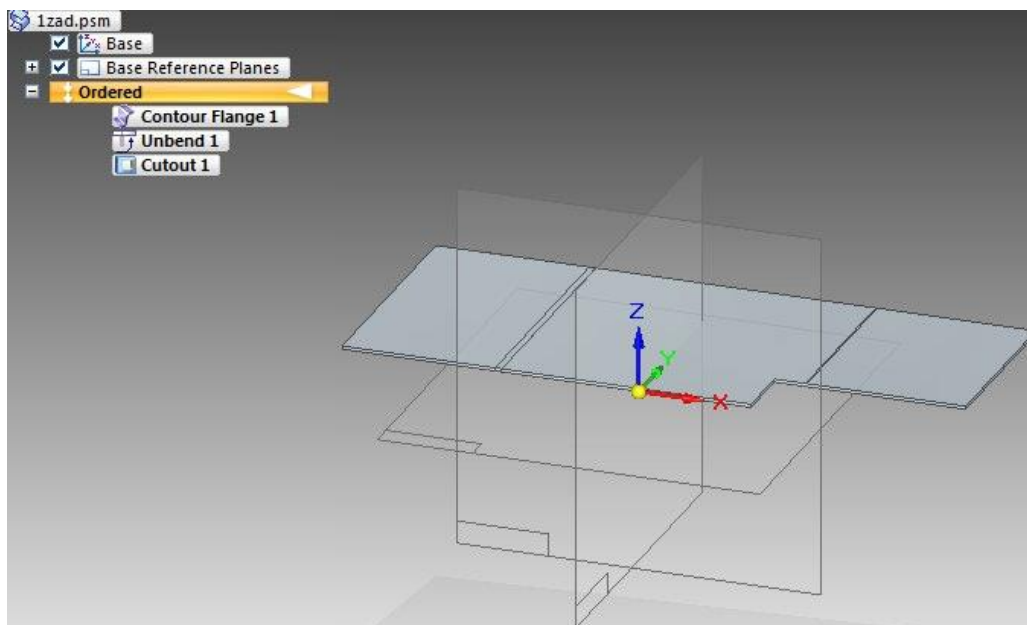 1zad.psm
Base
Base Reference Planes
Ordered
Contour Flange 1
Unbend 1
Cutout 1
Z
Y
X